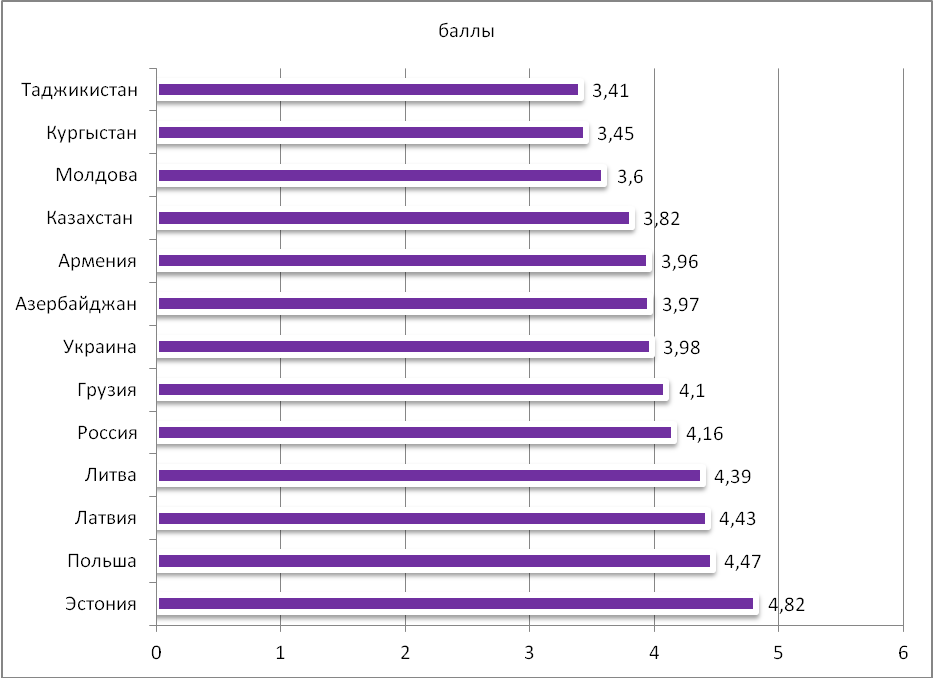 баллы
Таджикистан 3,41
Кургыстан 3,45
Молдова 3,6
Казахстан 3,82
Армения 3,96
Азербайджан 3,97
Украина 3,98
Грузия 4,1
Россия 4,16
Литва 4,39
Латвия 4,43
Польша 4,47
Эстония 4,82
0 1 2 3 4 5 6